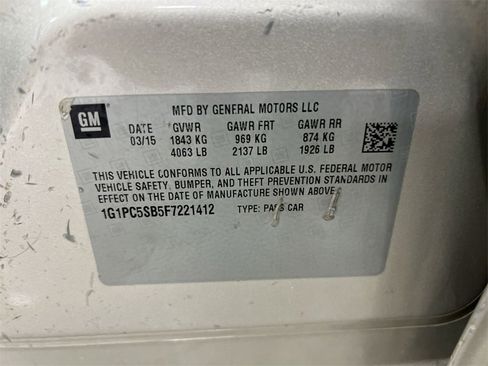 GM
MFD BY GENERAL MOTORS LLC
DATE GVWR GAWR FRT GAWR RR
03/15 1843 KG 969 KG 874 KG
4063 LB 2137 LB 1926 LB
THIS VEHICLE CONFORMS TO ALL APPLICABLE U.S. FEDERAL MOTOR
VEHICLE SAFETY, BUMPER, AND THEFT PREVENTION STANDARDS IN
EFFECT ON THE DATE OF MANUFACTURE SHOWN ABOVE.
1G1PC5SB5F7221412 TYPE: PASS CAR